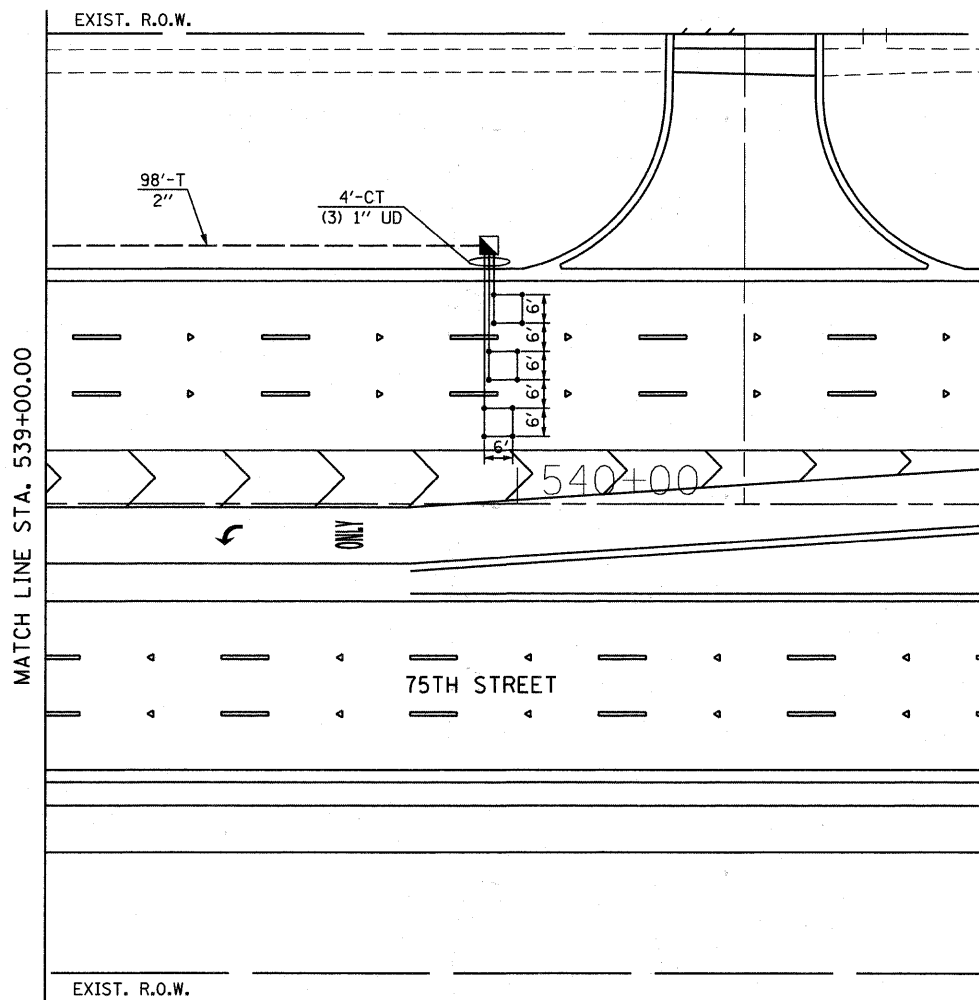 EXIST. R.O.W.
98'-T
2"
4'-CT
(3) 1" UD
6'
6'
6'
6'
6'
6'
540+00
ONLY
MATCH LINE STA. 539+00.00
75TH STREET
EXIST. R.O.W.